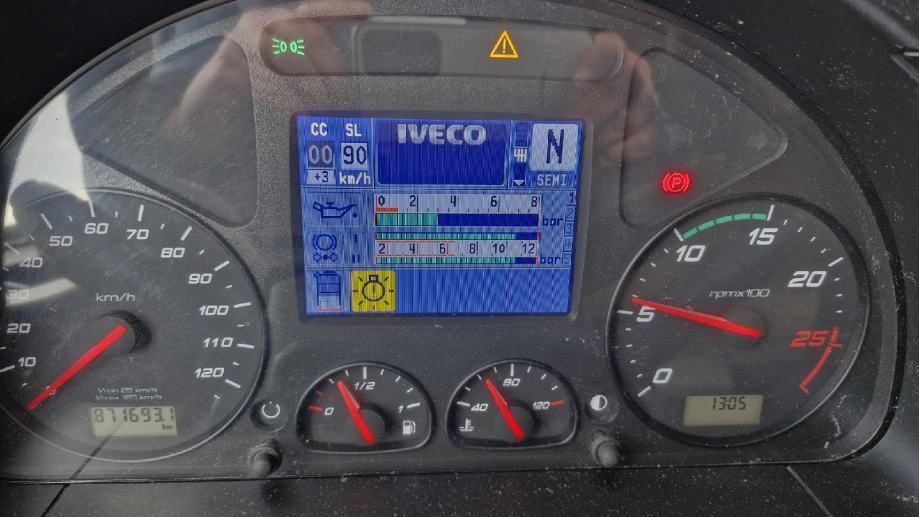 CC SL
00 90
+3 km/h
IVECO
N
SEMI
0 2 4 6 8
bar
2 4 6 8 10 12
bar
10
20
30
40
50
60
70
80
90
100
110
120
km/h
871693.1
km
0 1/2 1
40 80 120
0
5
10
15
20
25
rpmx100
1305
P